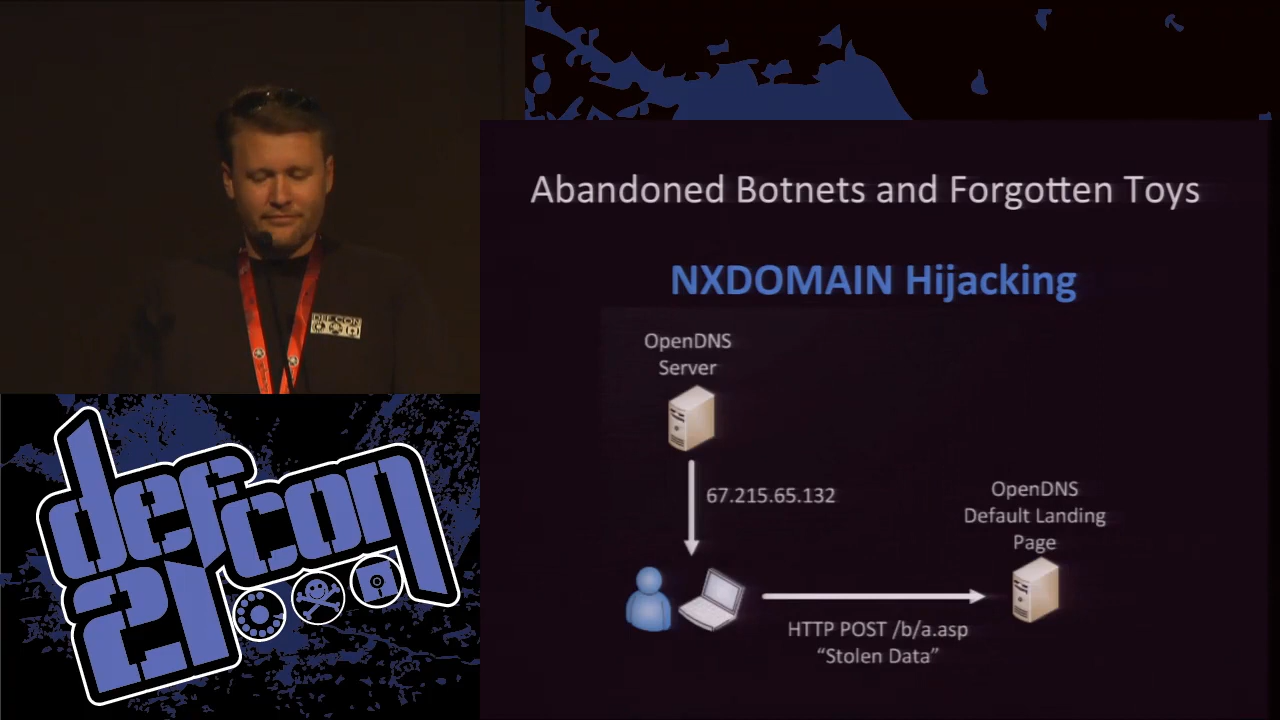 Abandoned Botnets and Forgotten Toys
NXDOMAIN Hijacking
OpenDNS
Server
67.215.65.132
OpenDNS
Default Landing
Page
HTTP POST /b/a.asp
“Stolen Data”
DEFCON
defcon
21